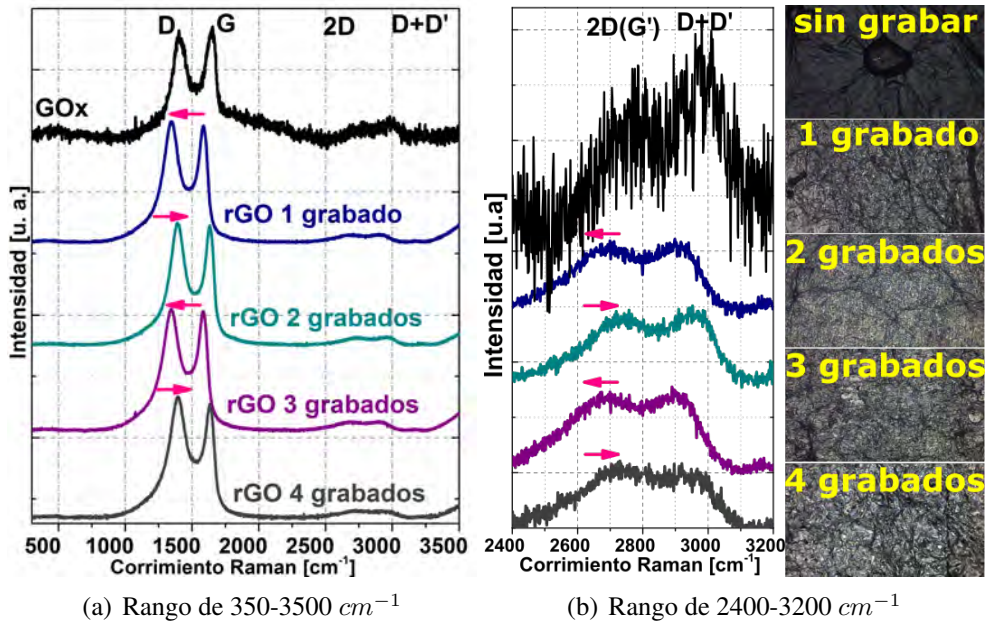 D G 2D D+D'
GOx
rGO 1 grabado
rGO 2 grabados
rGO 3 grabados
rGO 4 grabados
Intensidad [u. a.]
500 1000 1500 2000 2500 3000 3500
Corrimiento Raman [cm⁻¹]
(a) Rango de 350-3500 cm⁻¹
2D(G') D+D'
Intensidad [u.a]
2400 2600 2800 3000 3200
Corrimiento Raman [cm⁻¹]
(b) Rango de 2400-3200 cm⁻¹
sin grabar
1 grabado
2 grabados
3 grabados
4 grabados